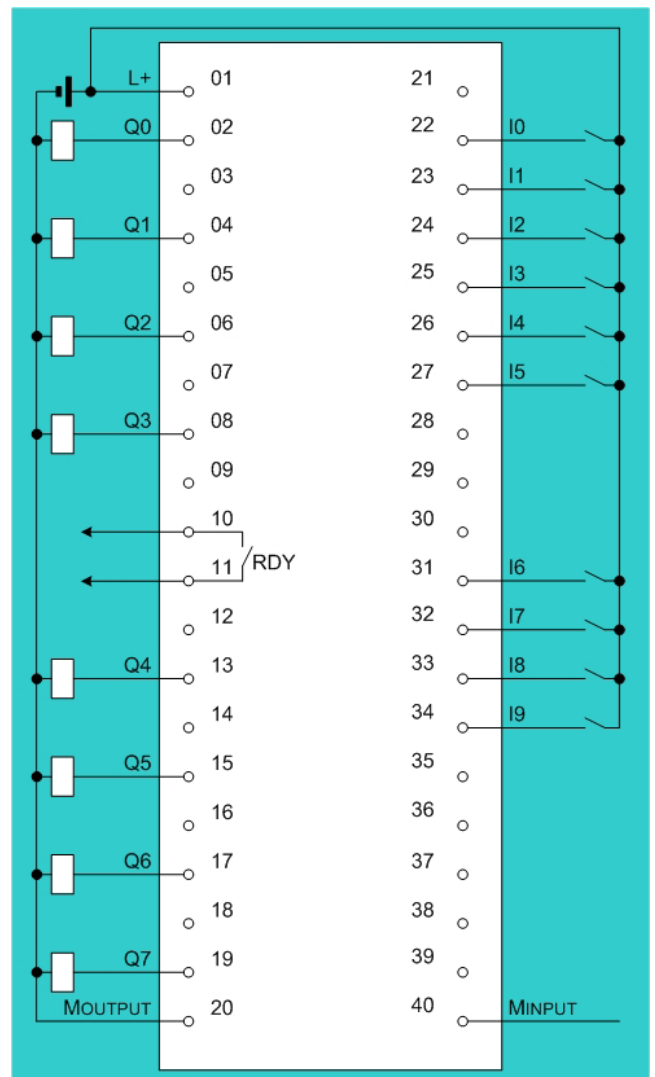 L+ 01 21
Q0 02 22 I0
03 23 I1
Q1 04 24 I2
05 25 I3
Q2 06 26 I4
07 27 I5
Q3 08 28
09 29
10 30
11 RDY 31 I6
12 32 I7
Q4 13 33 I8
14 34 I9
Q5 15 35
16 36
Q6 17 37
18 38
Q7 19 39
MOUTPUT 20 40 MINPUT